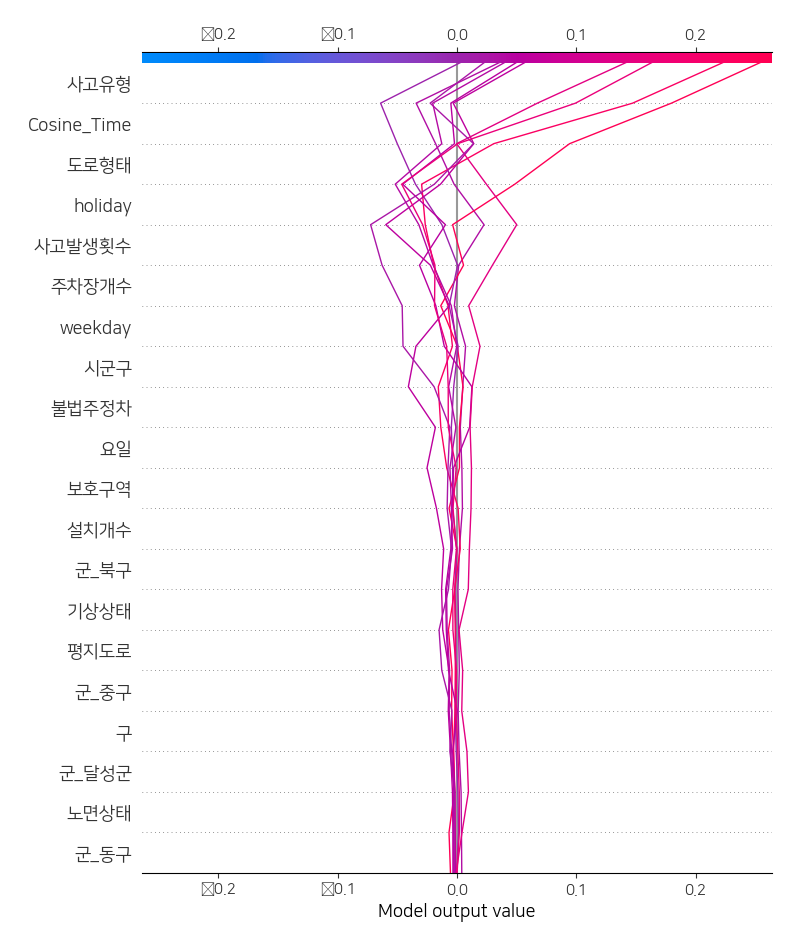 0.2 0.1 0.0 0.1 0.2
사고유형
Cosine_Time
도로형태
holiday
사고발생횟수
주차장개수
weekday
시군구
불법주정차
요일
보호구역
설치개수
군_북구
기상상태
평지도로
군_중구
구
군_달성군
노면상태
군_동구
0.2 0.1 0.0 0.1 0.2
Model output value